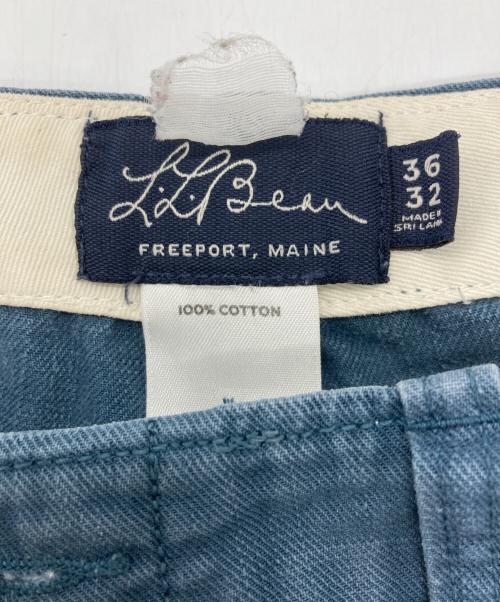 L.L.Bean
FREEPORT, MAINE
36
32
MADE IN
SRI LANKA
100% COTTON